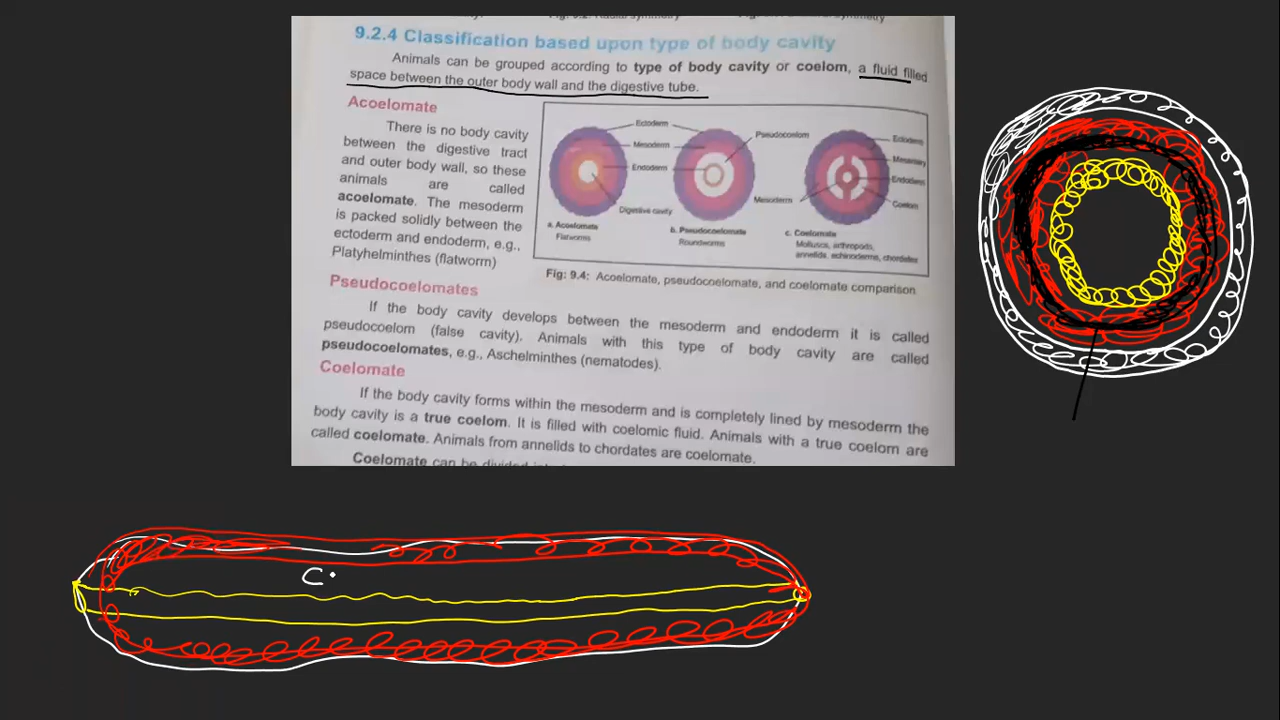 9.2.4 Classification based upon type of body cavity
Animals can be grouped according to type of body cavity or coelom, a fluid filled
space between the outer body wall and the digestive tube.
Acoelomate
There is no body cavity
between the digestive tract
and outer body wall, so these
animals are called
acoelomate. The mesoderm
is packed solidly between the
ectoderm and endoderm, e.g.,
Platyhelminthes (flatworm)
Ectoderm
Mesoderm
Endoderm
Digestive cavity
a. Acoelomate
Flatworms
Pseudocoelom
Mesoderm
b. Pseudocoelomate
Roundworms
Ectoderm
Mesentery
Endoderm
Coelom
c. Coelomate
Molluscs, arthropods,
annelids, echinoderms, chordates
Fig: 9.4: Acoelomate, pseudocoelomate, and coelomate comparison
Pseudocoelomates
If the body cavity develops between the mesoderm and endoderm it is called
pseudocoelom (false cavity). Animals with this type of body cavity are called
pseudocoelomates, e.g., Aschelminthes (nematodes).
Coelomate
If the body cavity forms within the mesoderm and is completely lined by mesoderm the
body cavity is a true coelom. It is filled with coelomic fluid. Animals with a true coelom are
called coelomate. Animals from annelids to chordates are coelomate.
Coelomate can be divided
C